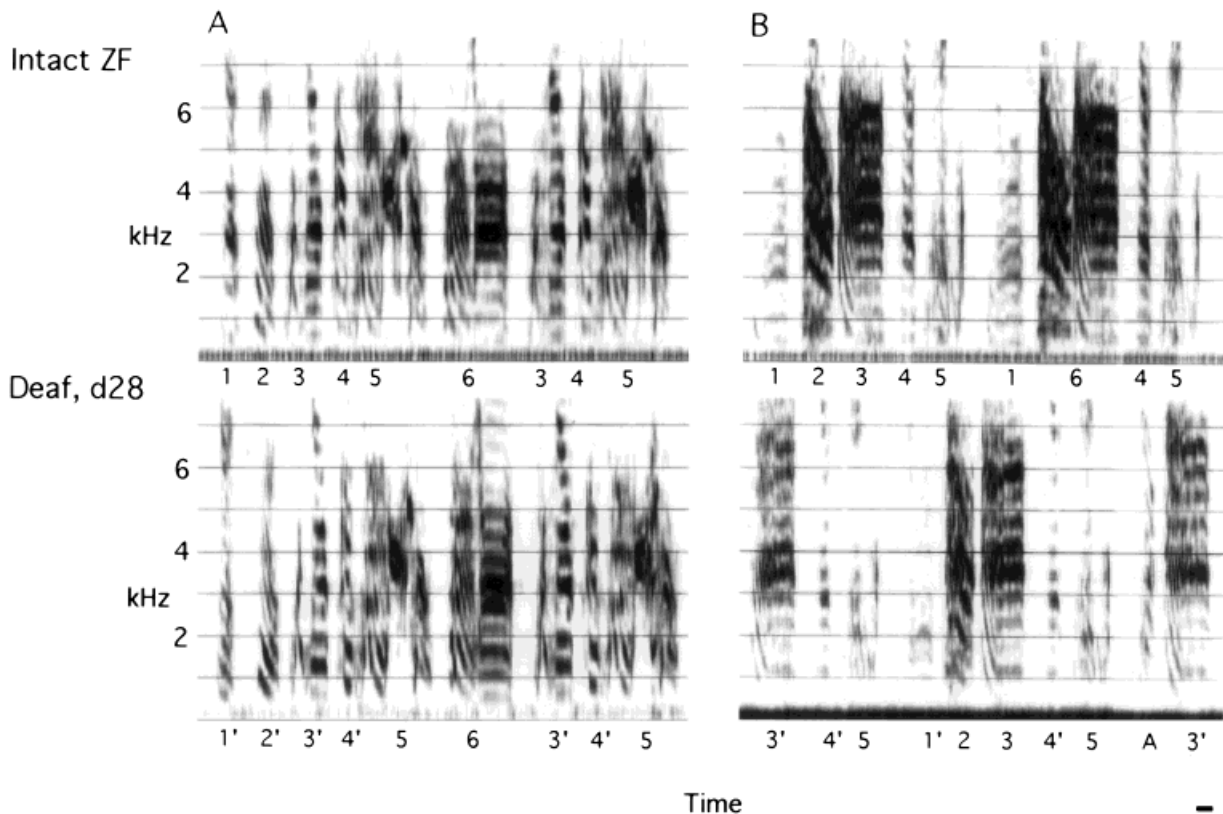 A B
Intact ZF
6
4
kHz
2
1 2 3 4 5 6 3 4 5
1 2 3 4 5 1 6 4 5
Deaf, d28
6
4
kHz
2
1' 2' 3' 4' 5 6 3' 4' 5
3' 4' 5 1' 2 3 4' 5 A 3'
Time